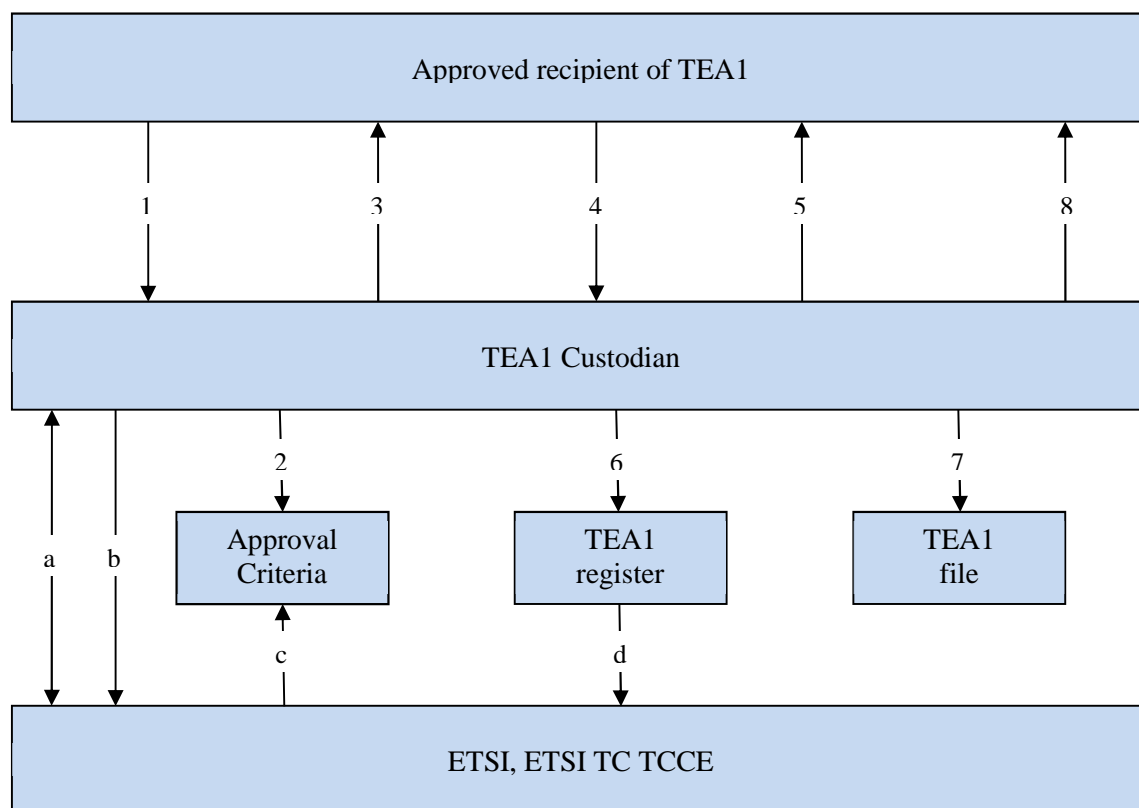 Approved recipient of TEA1
1
3
4
5
8
TEA1 Custodian
2
6
7
a
b
Approval
Criteria
TEA1
register
TEA1
file
c
d
ETSI, ETSI TC TCCE